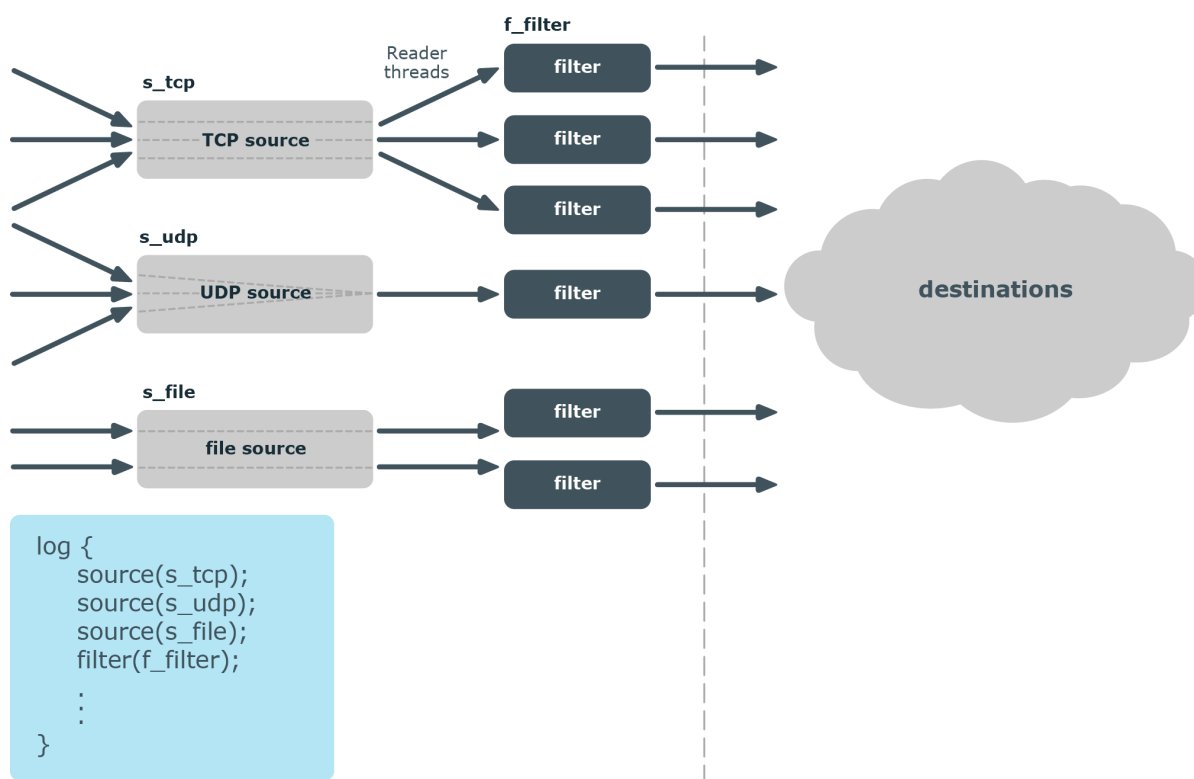 f_filter
Reader
threads
filter
s_tcp
TCP source
filter
filter
s_udp
UDP source
filter
destinations
s_file
file source
filter
filter
log {
source(s_tcp);
source(s_udp);
source(s_file);
filter(f_filter);
.
.
.
}